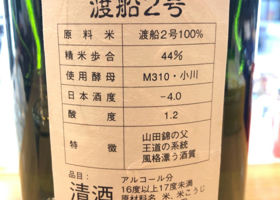 渡船2号
原料米 渡船2号100%
精米歩合 44%
使用酵母 M310・小川
日本酒度 -4.0
酸度 1.2
特徴 山田錦の父
王道の系統
風格漂う酒質
品目: アルコール分
清酒 16度以上17度未満
原材料名 米、米こうじ